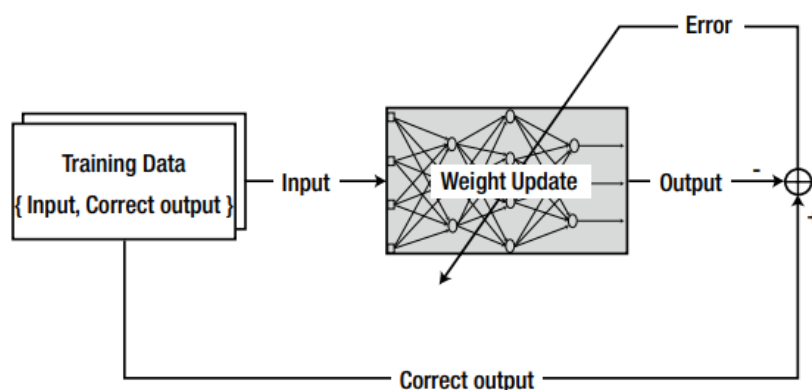 Error
Training Data
{ Input, Correct output }
Input
Weight Update
Output
-
Correct output